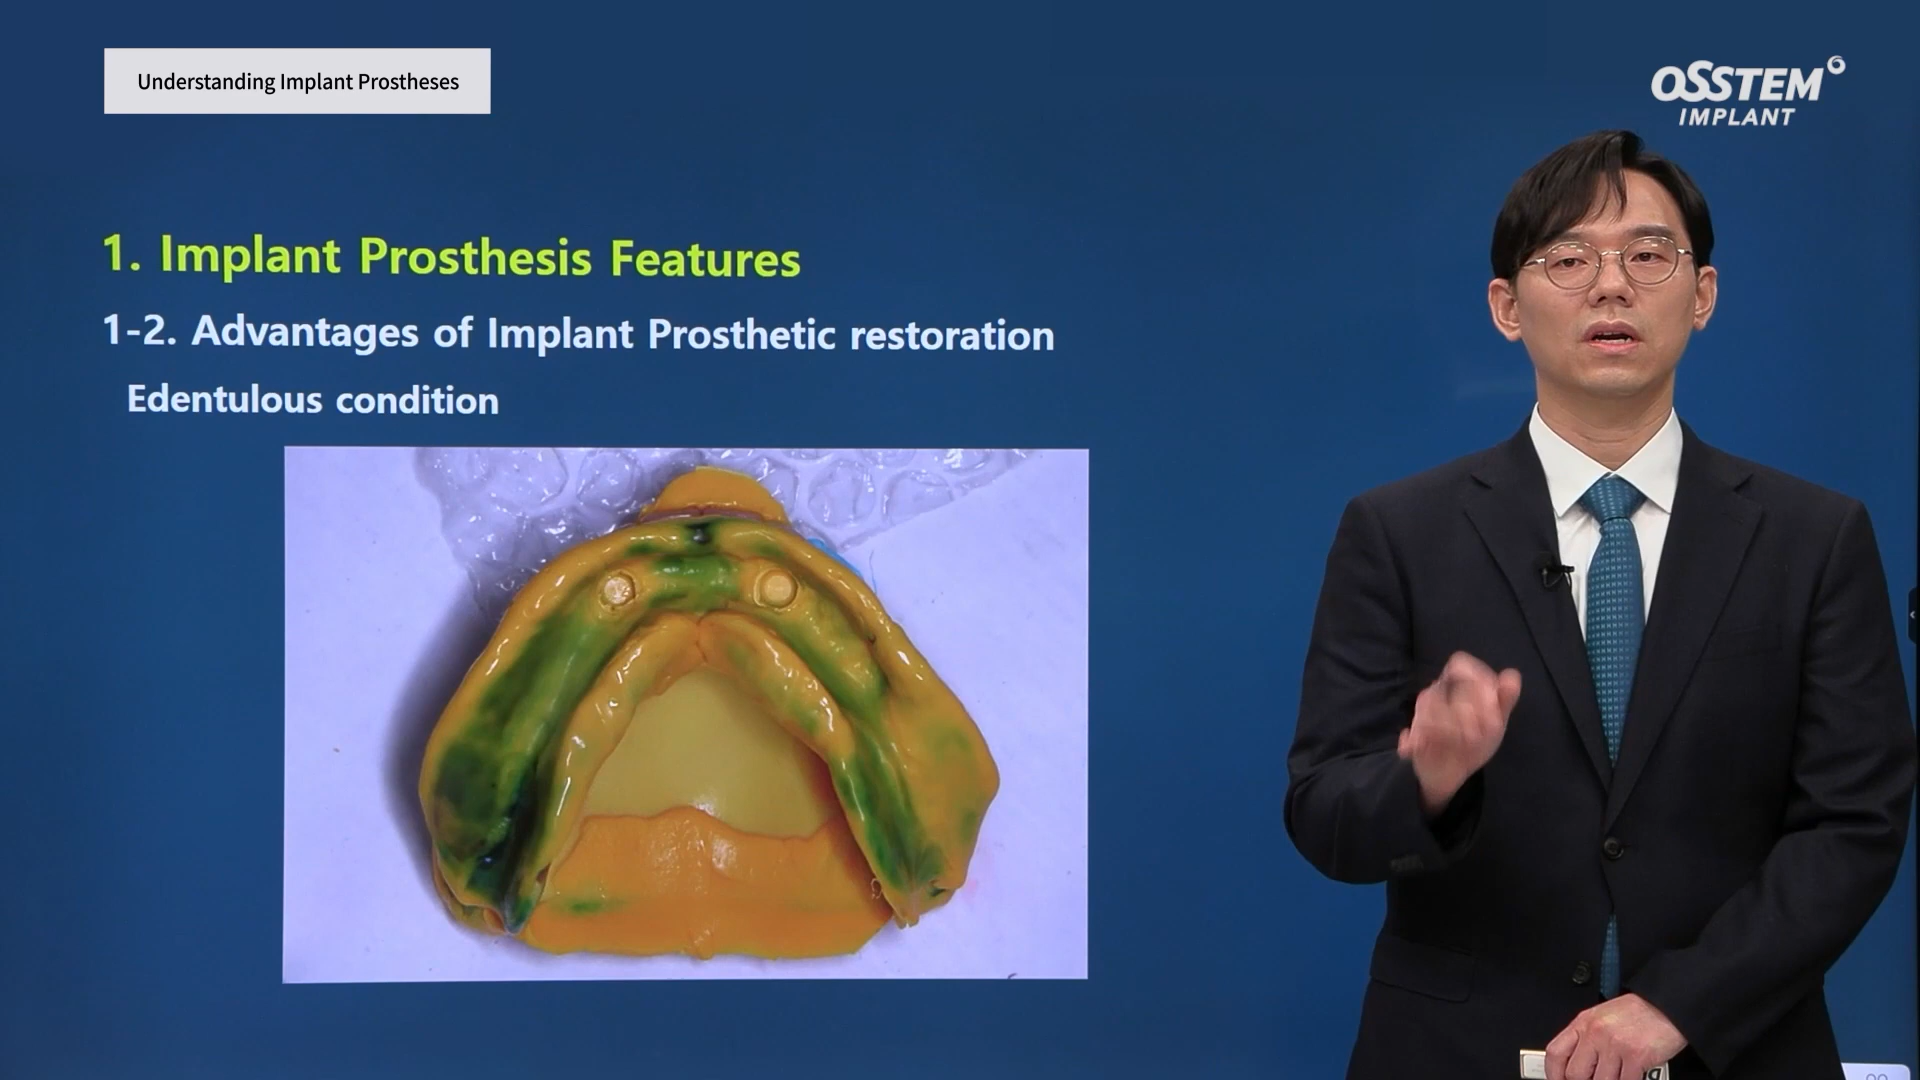 Understanding Implant Prostheses
OSSTEM
IMPLANT
1. Implant Prosthesis Features
1-2. Advantages of Implant Prosthetic restoration
Edentulous condition